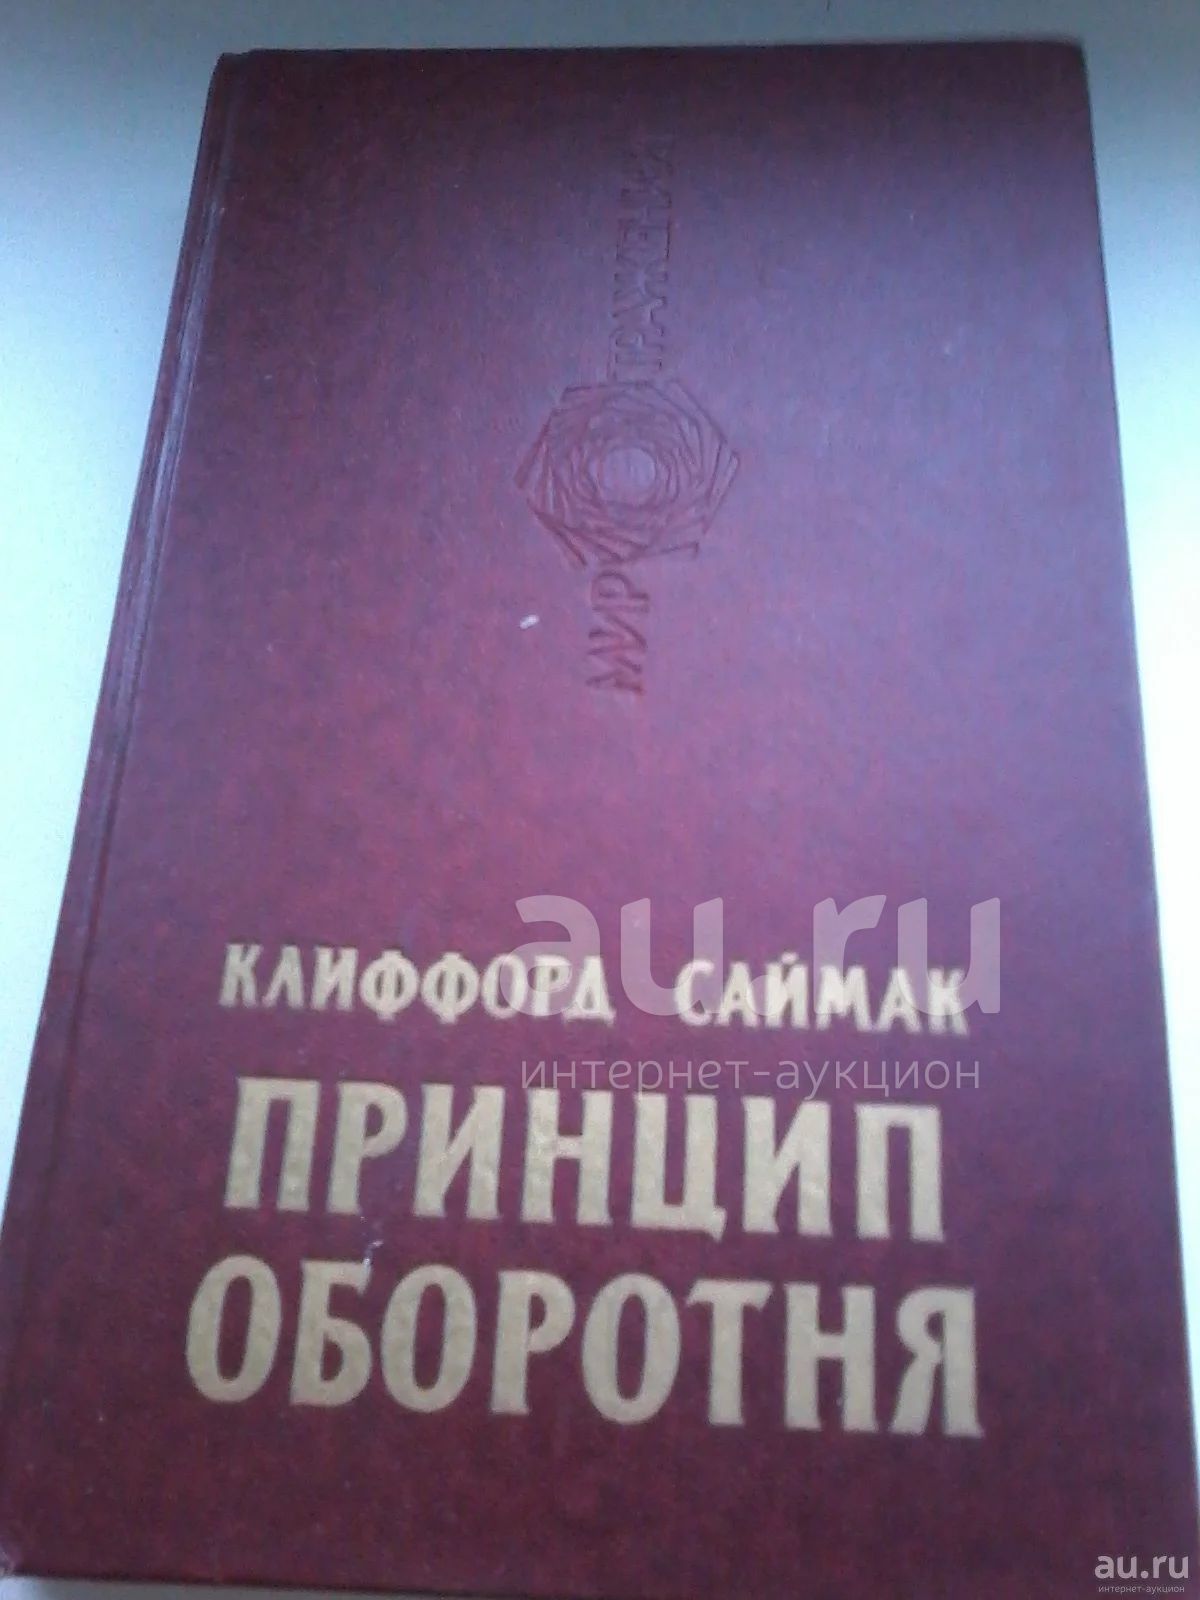 МИР ОТРАЖЕНИЙ
au.ru
КЛИФФОРД САЙМАК
интернет-аукцион
ПРИНЦИП
ОБОРОТНЯ
au.ru
интернет-аукцион